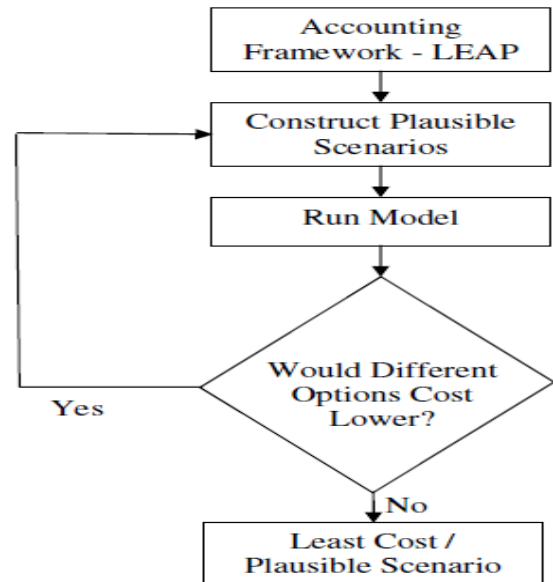 Accounting
Framework - LEAP
Construct Plausible
Scenarios
Run Model
Would Different
Options Cost
Lower?
Yes
No
Least Cost /
Plausible Scenario